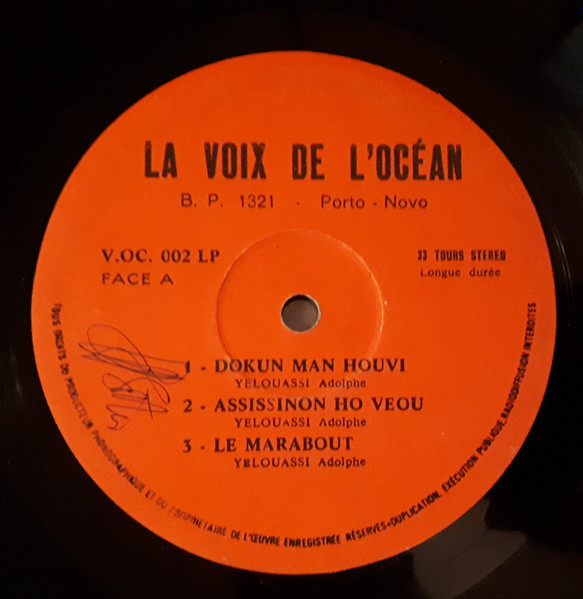 LA VOIX DE L'OCÉAN
B. P. 1321 - Porto - Novo
V.OC. 002 LP
33 TOURS STEREO
FACE A
Longue durée
1 - DOKUN MAN HOUVI
YELOUASSI Adolphe
2 - ASSISSINON HO VEOU
YELOUASSI Adolphe
3 - LE MARABOUT
YELOUASSI Adolphe
TOUS DROITS DU PRODUCTEUR PHONOGRAPHIQUE ET DU PROPRIETAIRE DE L'ŒUVRE ENREGISTRÉE RÉSERVÉS-DUPLICATION, EXÉCUTION PUBLIQUE, RADIODIFFUSION INTERDITES